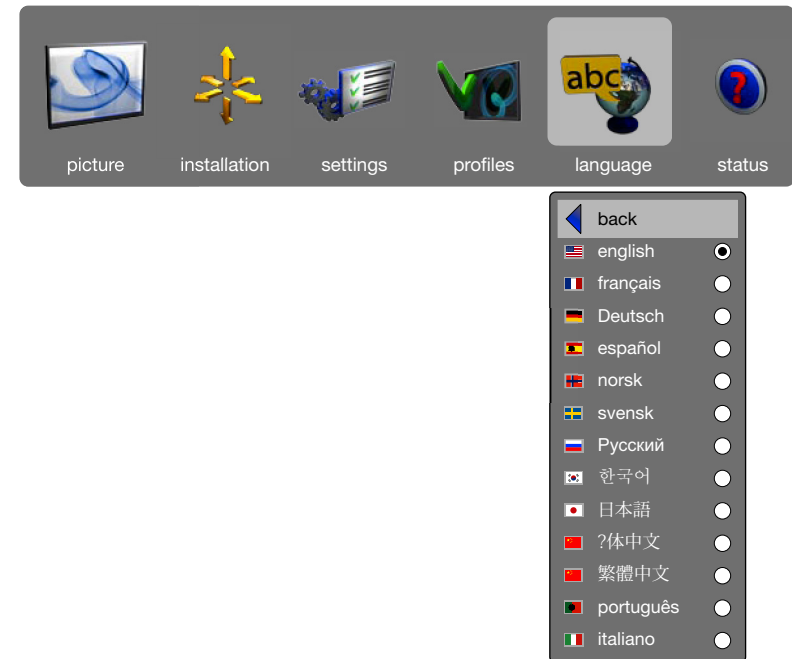 abc
?
picture installation settings profiles language status
back
english
français
Deutsch
español
norsk
svensk
Русский
한국어
日本語
?体中文
繁體中文
português
italiano